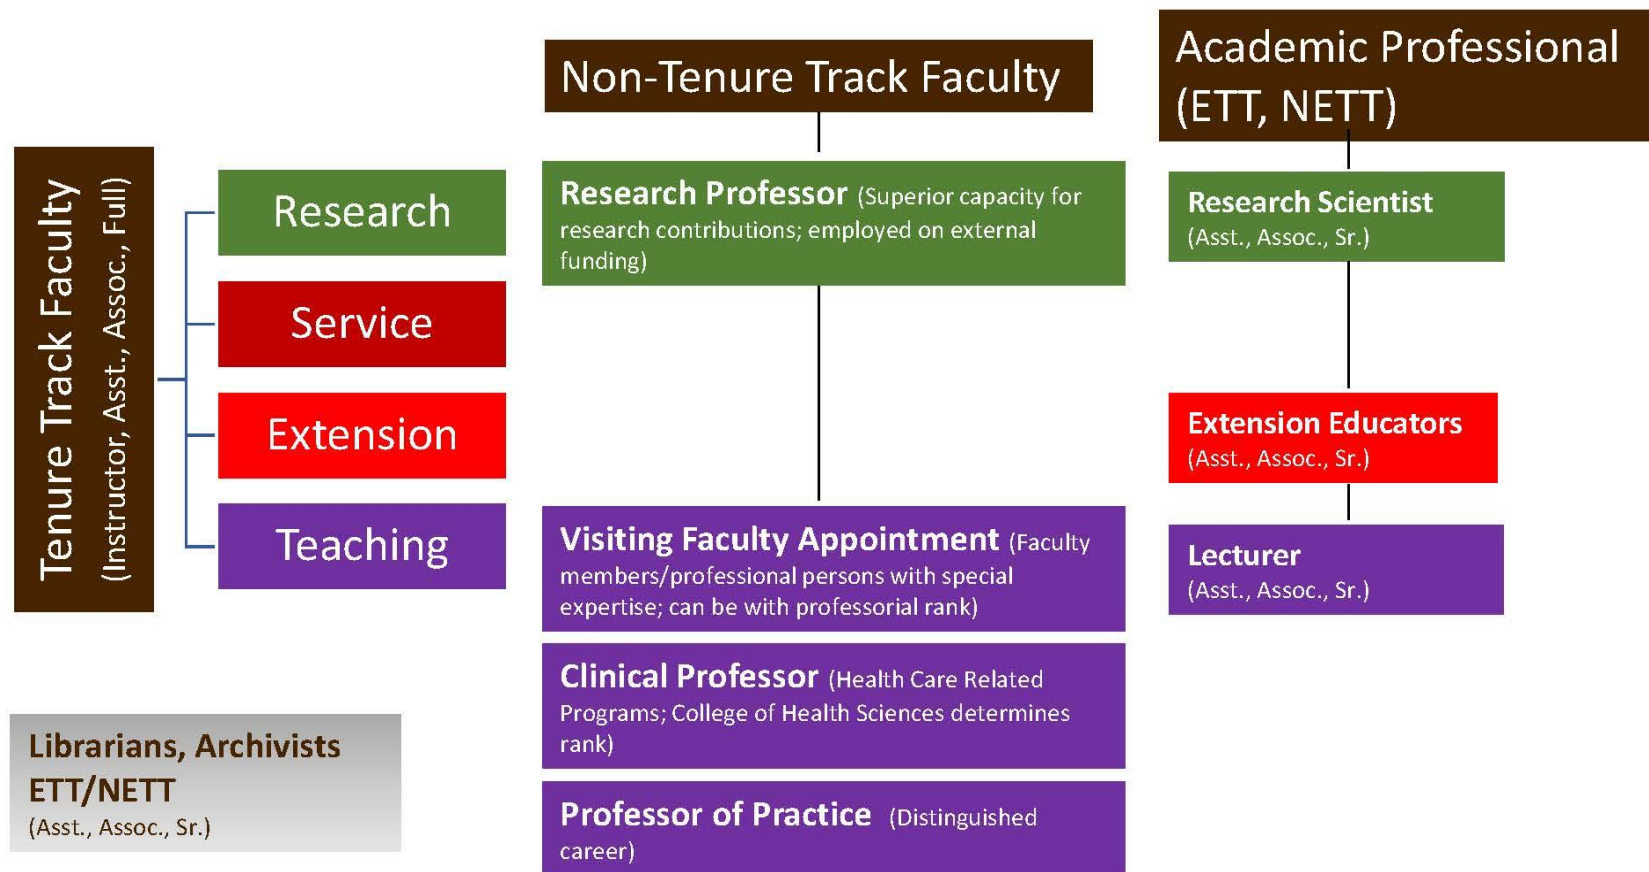 Tenure Track Faculty
(Instructor, Asst., Assoc., Full)
Research
Service
Extension
Teaching
Librarians, Archivists
ETT/NETT
(Asst., Assoc., Sr.)
Non-Tenure Track Faculty
Research Professor (Superior capacity for
research contributions; employed on external
funding)
Visiting Faculty Appointment (Faculty
members/professional persons with special
expertise; can be with professorial rank)
Clinical Professor (Health Care Related
Programs; College of Health Sciences determines
rank)
Professor of Practice (Distinguished
career)
Academic Professional
(ETT, NETT)
Research Scientist
(Asst., Assoc., Sr.)
Extension Educators
(Asst., Assoc., Sr.)
Lecturer
(Asst., Assoc., Sr.)